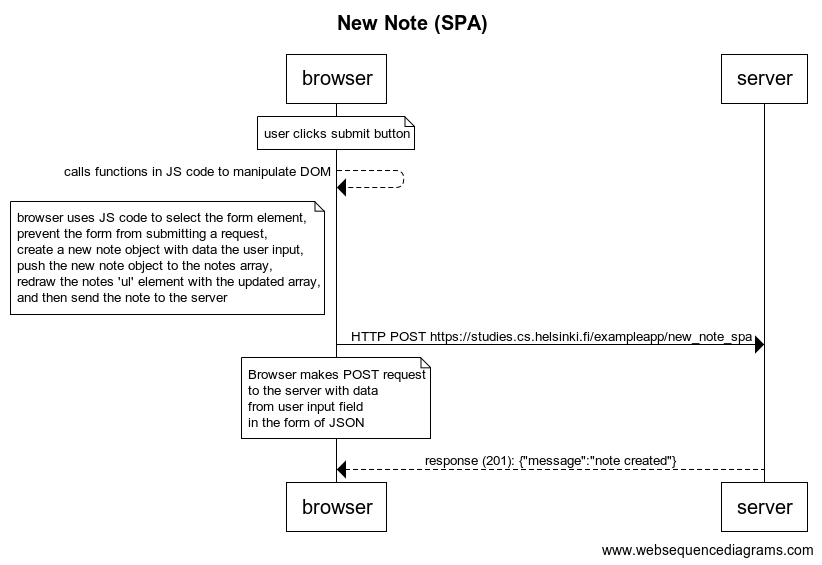 New Note (SPA)
browser
server
user clicks submit button
calls functions in JS code to manipulate DOM
browser uses JS code to select the form element,
prevent the form from submitting a request,
create a new note object with data the user input,
push the new note object to the notes array,
redraw the notes 'ul' element with the updated array,
and then send the note to the server
HTTP POST https://studies.cs.helsinki.fi/exampleapp/new_note_spa
Browser makes POST request
to the server with data
from user input field
in the form of JSON
response (201): {"message":"note created"}
browser
server
www.websequencediagrams.com